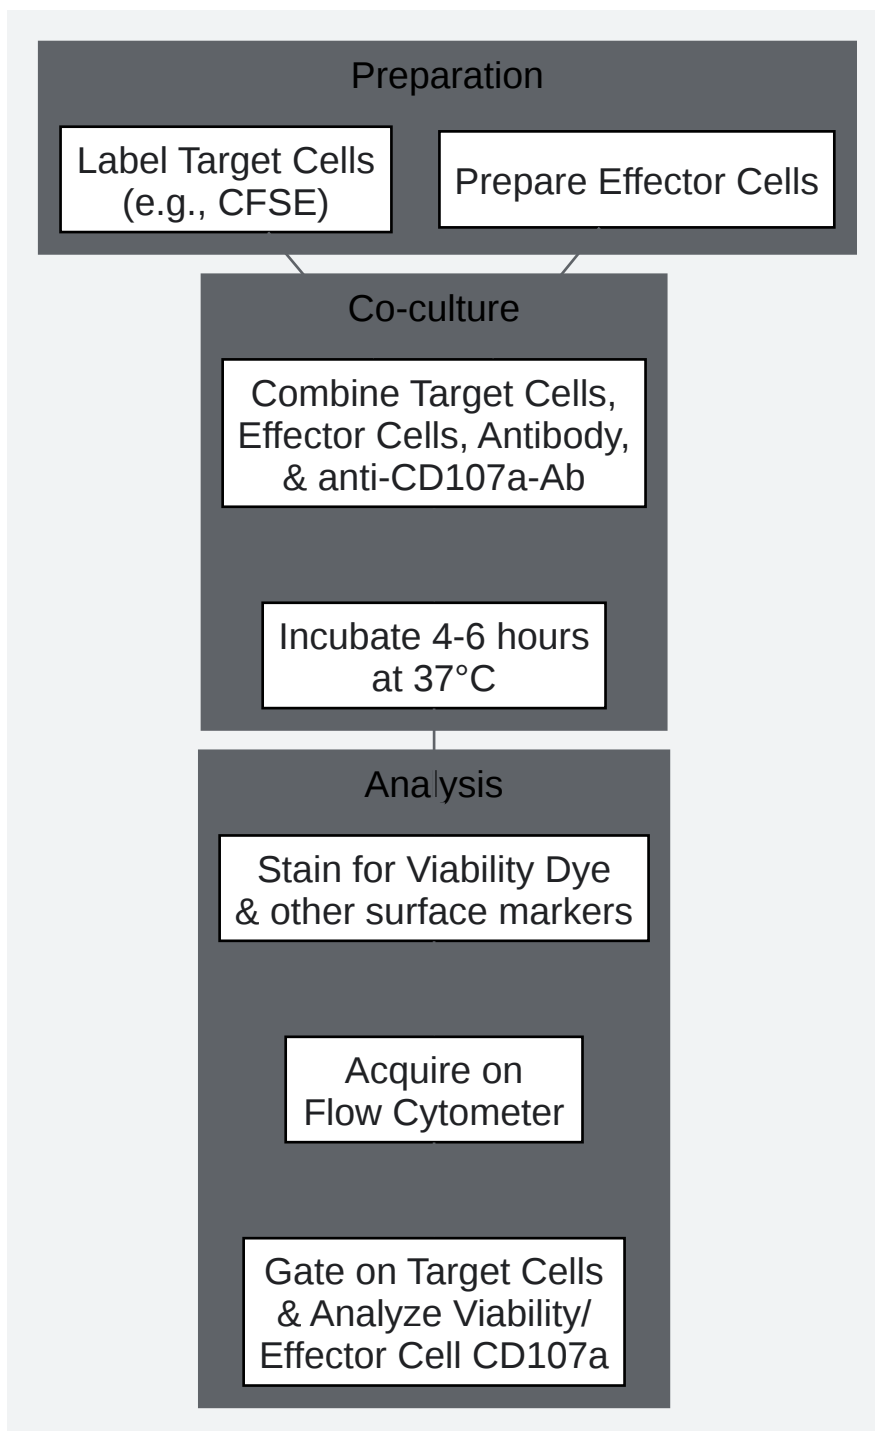 Preparation
Label Target Cells
(e.g., CFSE)
Prepare Effector Cells
Co-culture
Combine Target Cells,
Effector Cells, Antibody,
& anti-CD107a-Ab
Incubate 4-6 hours
at 37°C
Analysis
Stain for Viability Dye
& other surface markers
Acquire on
Flow Cytometer
Gate on Target Cells
& Analyze Viability/
Effector Cell CD107a